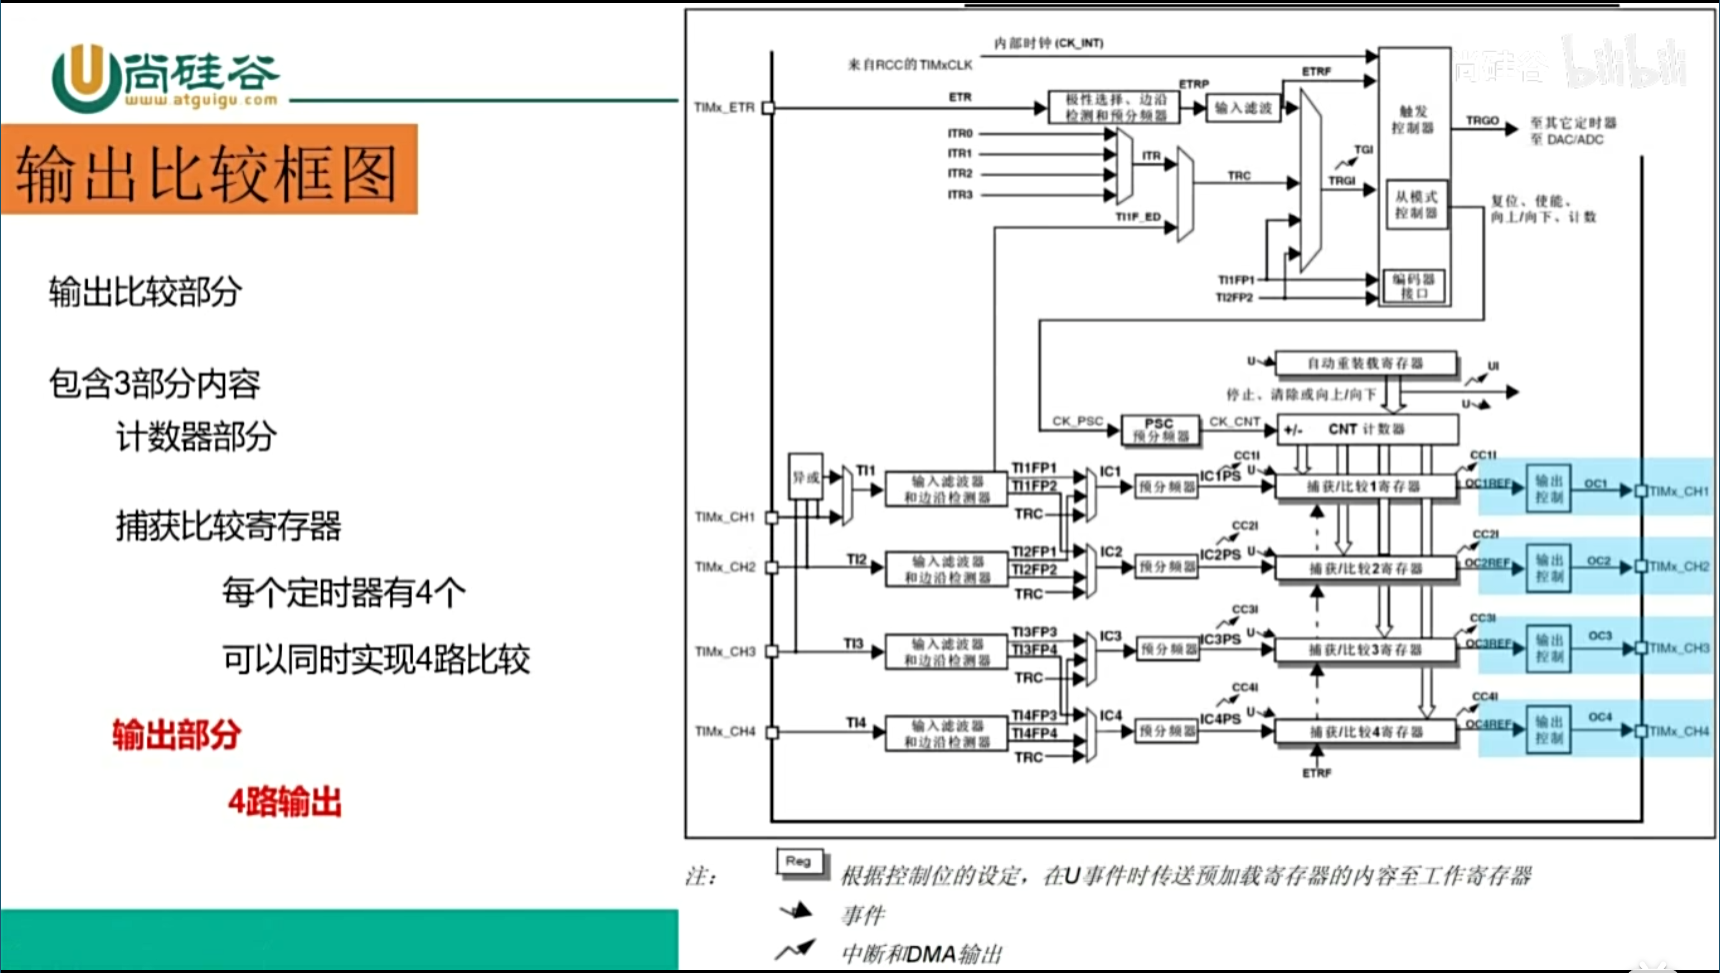 尚硅谷
www.atguigu.com
输出比较框图
输出比较部分
包含3部分内容
计数器部分
捕获比较寄存器
每个定时器有4个
可以同时实现4路比较
输出部分
4路输出
尚硅谷 bilibili
内部时钟 (CK_INT)
来自RCC的TIMxCLK
TIMx_ETR
ETR
极性选择、边沿
检测和预分频器
ETRP
输入滤波
ETRF
触发
控制器
TRGO
至其它定时器
至 DAC/ADC
ITR0
ITR1
ITR2
ITR3
ITR
TRC
TI1F_ED
TGI
TRGI
从模式
控制器
复位、使能、
向上/向下、计数
TI1FP1
TI2FP2
编码器
接口
U
自动重装载寄存器
UI
停止、清除或向上/向下
U
CK_PSC
PSC
预分频器
CK_CNT
+/-
CNT 计数器
异或
TI1
输入滤波器
和边沿检测器
TI1FP1
TI1FP2
TRC
IC1
预分频器
IC1PS
CC1I
U
捕获/比较1寄存器
CC1I
OC1REF
输出
控制
OC1
TIMx_CH1
TIMx_CH1
TIMx_CH2
TI2
输入滤波器
和边沿检测器
TI2FP1
TI2FP2
TRC
IC2
预分频器
IC2PS
CC2I
U
捕获/比较2寄存器
CC2I
OC2REF
输出
控制
OC2
TIMx_CH2
TIMx_CH3
TI3
输入滤波器
和边沿检测器
TI3FP3
TI3FP4
TRC
IC3
预分频器
IC3PS
CC3I
U
捕获/比较3寄存器
CC3I
OC3REF
输出
控制
OC3
TIMx_CH3
TIMx_CH4
TI4
输入滤波器
和边沿检测器
TI4FP3
TI4FP4
TRC
IC4
预分频器
IC4PS
CC4I
U
捕获/比较4寄存器
CC4I
OC4REF
输出
控制
OC4
TIMx_CH4
ETRF
注：
Reg
根据控制位的设定，在U事件时传送预加载寄存器的内容至工作寄存器
事件
中断和DMA输出